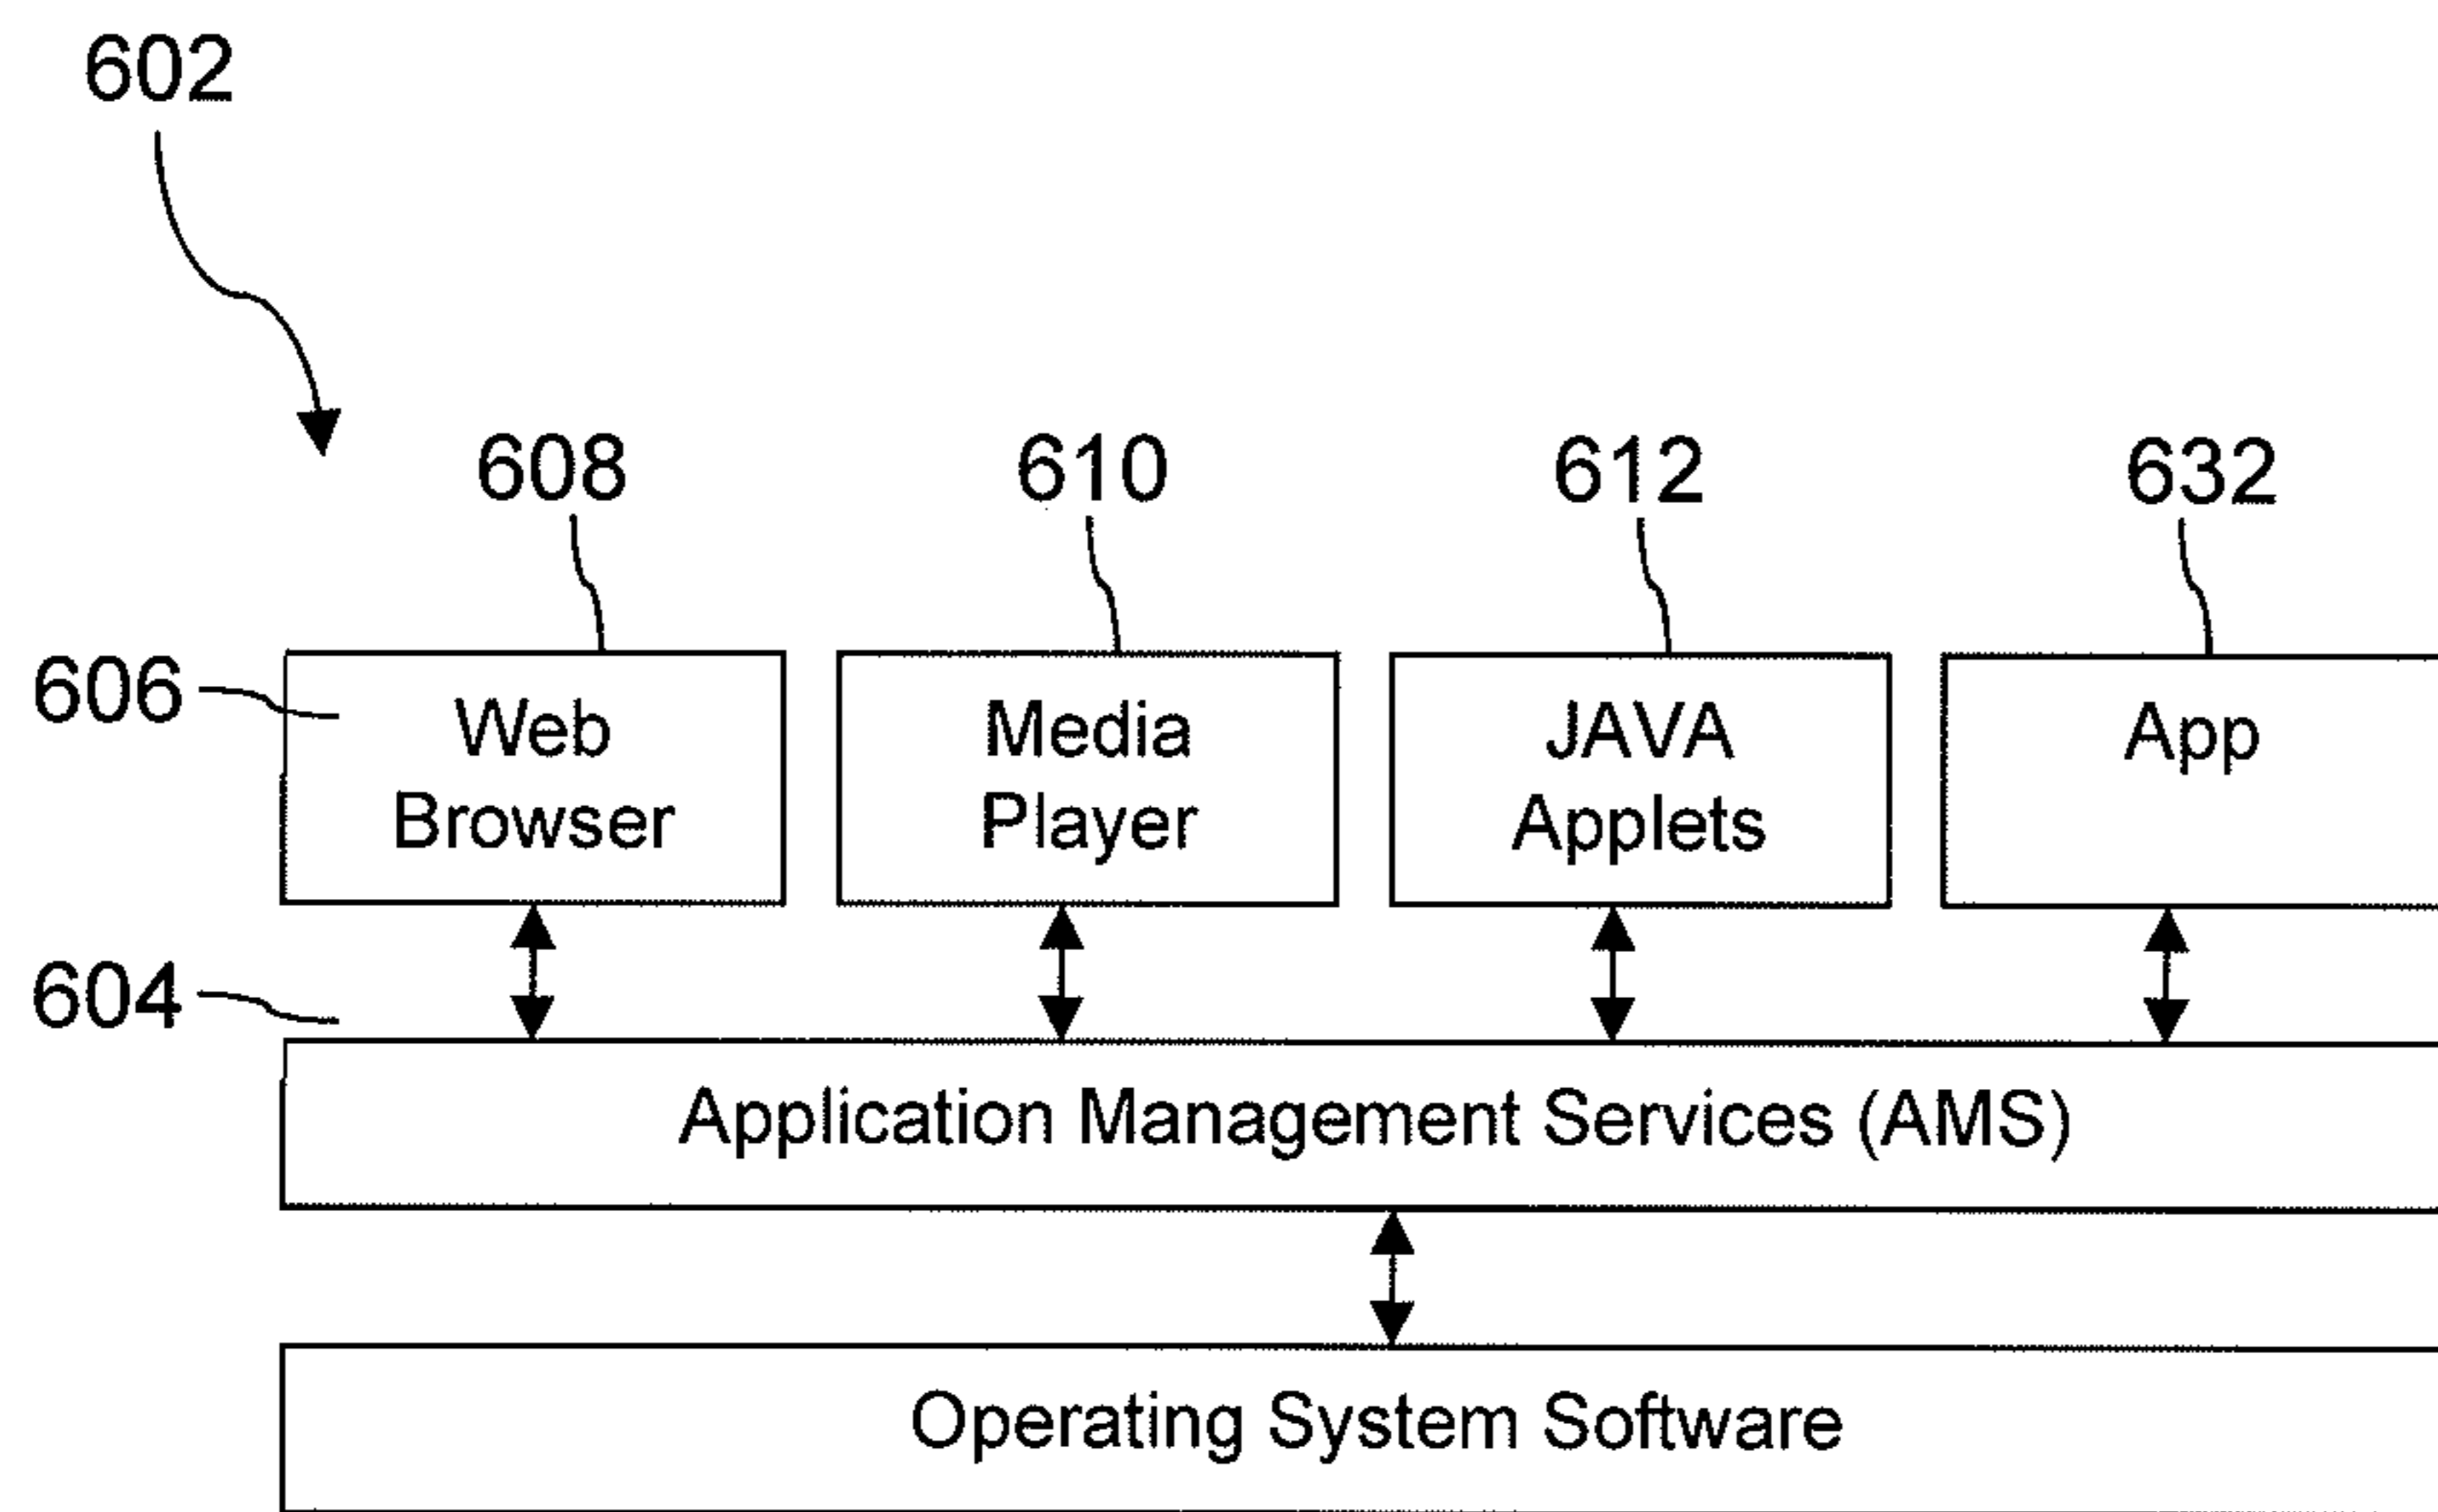 602
608
610
612
632
606
Web
Browser
Media
Player
JAVA
Applets
App
604
Application Management Services (AMS)
Operating System Software